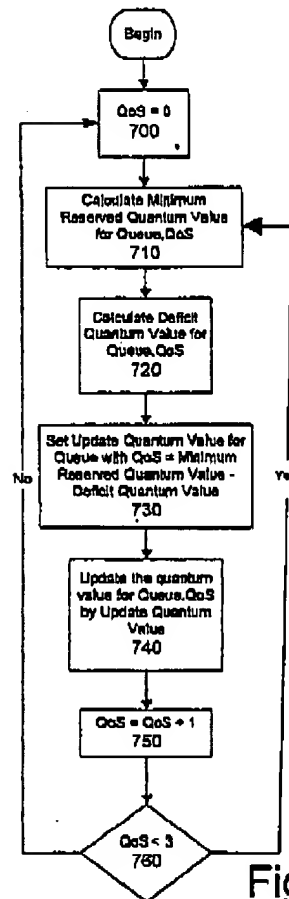 Begin
QoS = 0
700
Calculate Minimum
Reserved Quantum Value
for Queue,QoS
710
Calculate Deficit
Quantum Value for
Queue,QoS
720
Set Update Quantum Value for
Queue with QoS = Minimum
Reserved Quantum Value -
Deficit Quantum Value
730
No
Ye
Update the quantum
value for Queue,QoS
by Update Quantum
Value
740
QoS = QoS + 1
750
QoS < 3
760
Fig